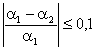 |α₁ − α₂ / α₁| ≤ 0,1